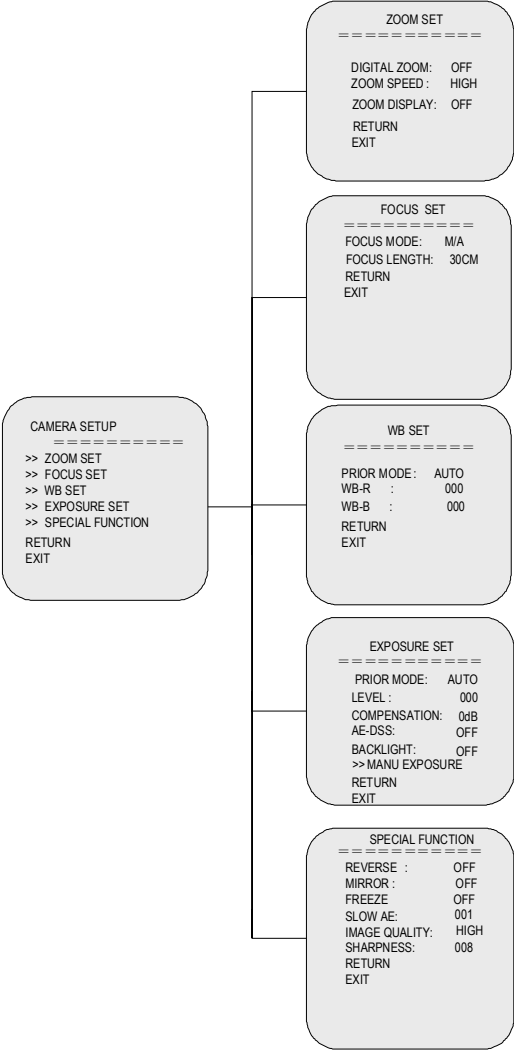 ZOOM SET
===========
DIGITAL ZOOM: OFF
ZOOM SPEED : HIGH
ZOOM DISPLAY: OFF
RETURN
EXIT
FOCUS SET
==========
FOCUS MODE: M/A
FOCUS LENGTH: 30CM
RETURN
EXIT
CAMERA SETUP
==========
>> ZOOM SET
>> FOCUS SET
>> WB SET
>> EXPOSURE SET
>> SPECIAL FUNCTION
RETURN
EXIT
WB SET
==========
PRIOR MODE: AUTO
WB-R : 000
WB-B : 000
RETURN
EXIT
EXPOSURE SET
===========
PRIOR MODE: AUTO
LEVEL : 000
COMPENSATION: 0dB
AE-DSS: OFF
BACKLIGHT: OFF
>> MANU EXPOSURE
RETURN
EXIT
SPECIAL FUNCTION
===========
REVERSE : OFF
MIRROR : OFF
FREEZE OFF
SLOW AE: 001
IMAGE QUALITY: HIGH
SHARPNESS: 008
RETURN
EXIT